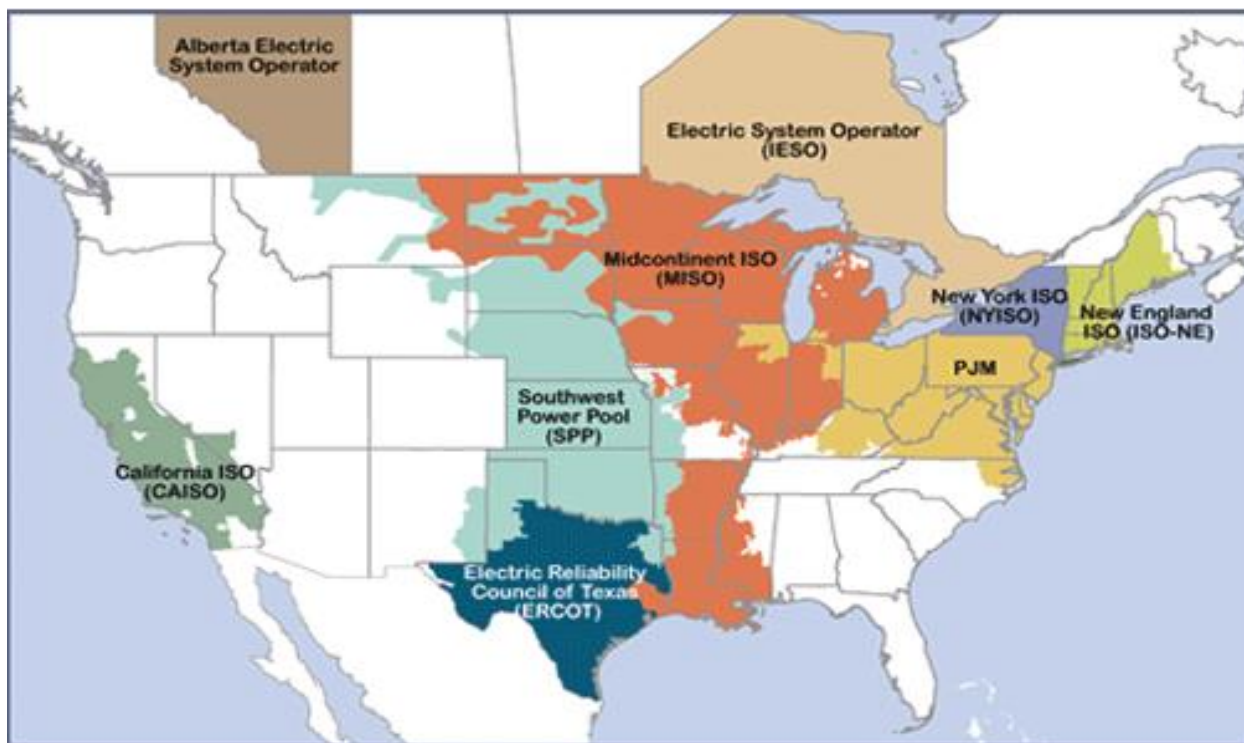 Alberta Electric
System Operator
Electric System Operator
(IESO)
Midcontinent ISO
(MISO)
New York ISO
(NYISO)
New England
ISO (ISO-NE)
PJM
Southwest
Power Pool
(SPP)
California ISO
(CAISO)
Electric Reliability
Council of Texas
(ERCOT)